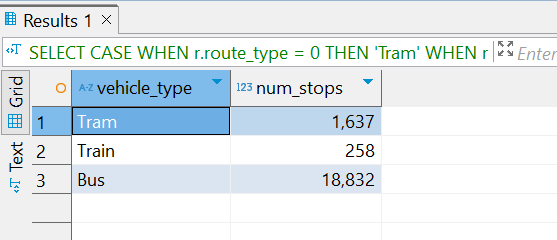 Results 1
SELECT CASE WHEN r.route_type = 0 THEN 'Tram' WHEN r Enter
Grid
Text
A-Z vehicle_type 123 num_stops
1 Tram 1,637
2 Train 258
3 Bus 18,832